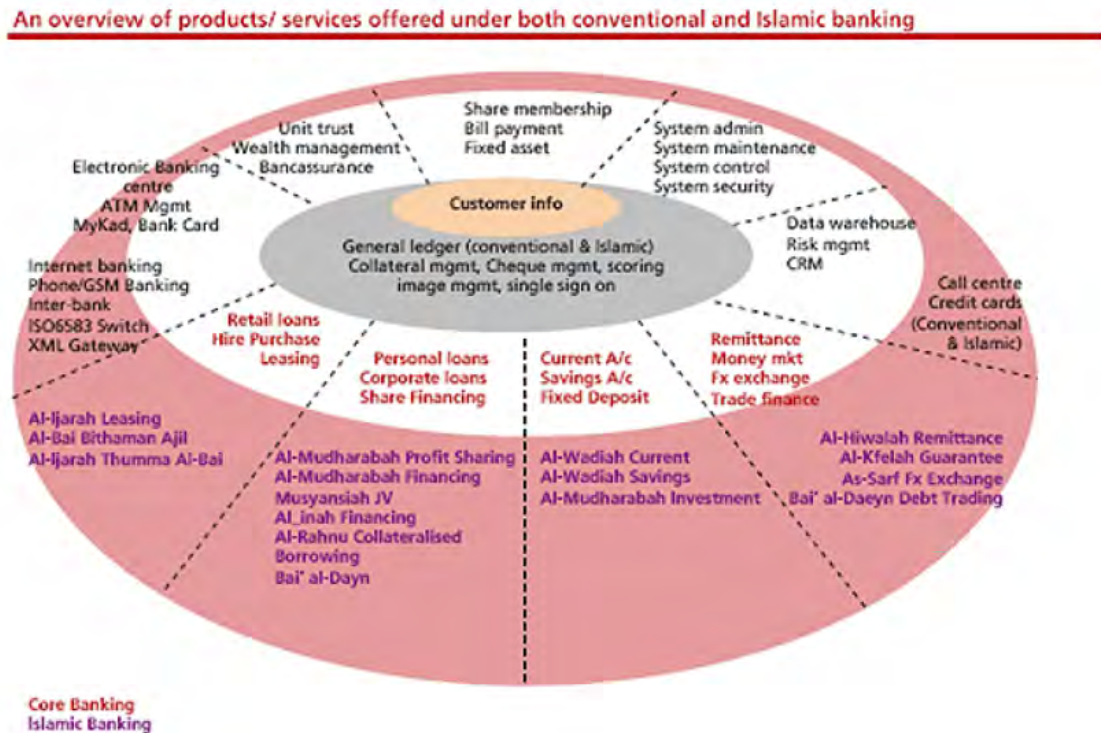 An overview of products/ services offered under both conventional and Islamic banking
Share membership
Bill payment
Fixed asset
Unit trust
Wealth management
Bancassurance
System admin
System maintenance
System control
System security
Electronic Banking
centre
ATM Mgmt
MyKad, Bank Card
Customer info
Data warehouse
Risk mgmt
CRM
General ledger (conventional & Islamic)
Collateral mgmt, Cheque mgmt, scoring
image mgmt, single sign on
Internet banking
Phone/GSM Banking
Inter-bank
ISO6583 Switch
XML Gateway
Call centre
Credit cards
(Conventional
& Islamic)
Retail loans
Hire Purchase
Leasing
Personal loans
Corporate loans
Share Financing
Current A/c
Savings A/c
Fixed Deposit
Remittance
Money mkt
Fx exchange
Trade finance
Al-Ijarah Leasing
Al-Bai Bithaman Ajil
Al-Ijarah Thumma Al-Bai
Al-Mudharabah Profit Sharing
Al-Mudharabah Financing
Musyansiah JV
Al_inah Financing
Al-Rahnu Collateralised
Borrowing
Bai' al-Dayn
Al-Wadiah Current
Al-Wadiah Savings
Al-Mudharabah Investment
Al-Hiwalah Remittance
Al-Kfelah Guarantee
As-Sarf Fx Exchange
Bai' al-Daeyn Debt Trading
Core Banking
Islamic Banking